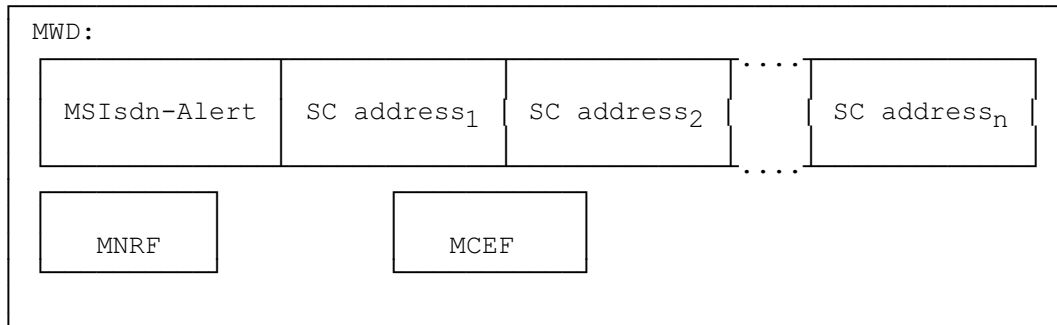 MWD:
MSIsdn-Alert SC address1 SC address2 .... SC addressn
....
MNRF MCEF